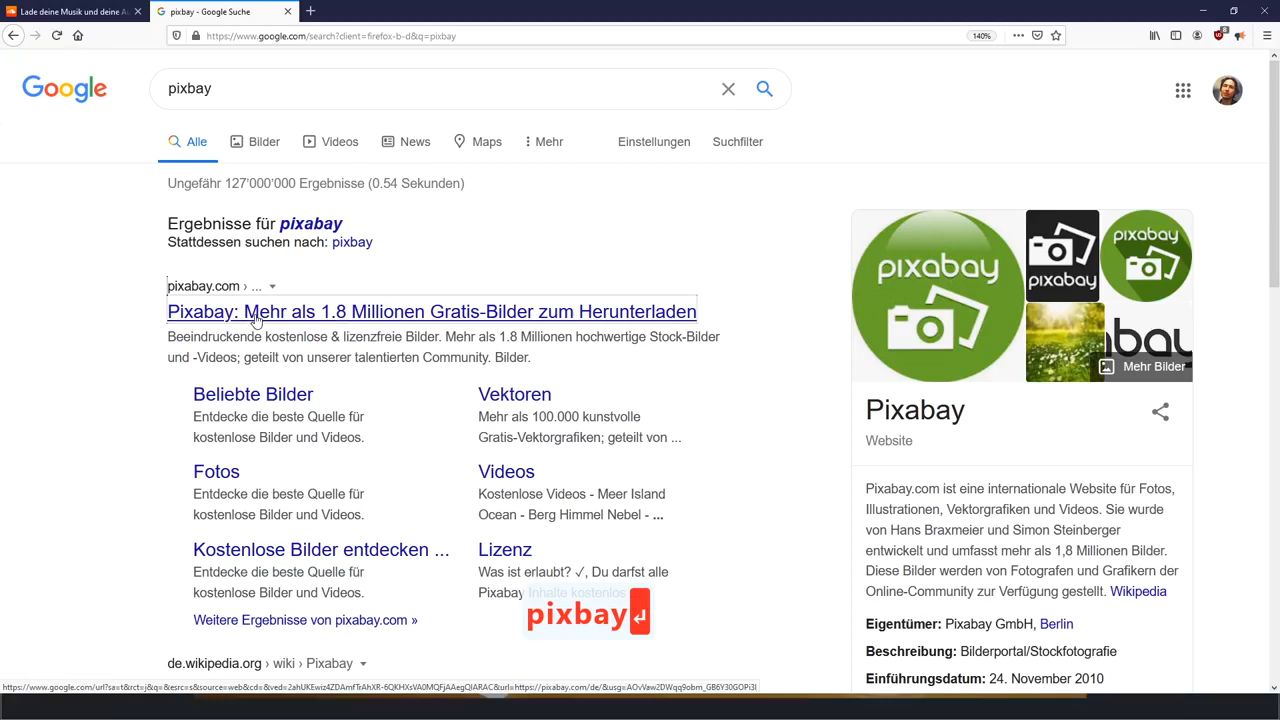 Lade deine Musik und deine Au
pixbay - Google Suche
https://www.google.com/search?client=firefox-b-d&q=pixbay
140%
8
Google
pixbay
Alle
Bilder
Videos
News
Maps
Mehr
Einstellungen
Suchfilter
Ungefähr 127'000'000 Ergebnisse (0.54 Sekunden)
Ergebnisse für pixabay
Stattdessen suchen nach: pixbay
pixabay.com › ...
Pixabay: Mehr als 1.8 Millionen Gratis-Bilder zum Herunterladen
Beeindruckende kostenlose & lizenzfreie Bilder. Mehr als 1.8 Millionen hochwertige Stock-Bilder
und -Videos; geteilt von unserer talentierten Community. Bilder.
Beliebte Bilder
Entdecke die beste Quelle für
kostenlose Bilder und Videos.
Vektoren
Mehr als 100.000 kunstvolle
Gratis-Vektorgrafiken; geteilt von ...
Fotos
Entdecke die beste Quelle für
kostenlose Bilder und Videos.
Videos
Kostenlose Videos - Meer Island
Ocean - Berg Himmel Nebel - ...
Kostenlose Bilder entdecken ...
Entdecke die beste Quelle für
kostenlose Bilder und Videos.
Lizenz
Was ist erlaubt? ✓, Du darfst alle
Pixabay Inhalte kostenlos
pixbay
Weitere Ergebnisse von pixabay.com »
de.wikipedia.org › wiki › Pixabay
pixabay
pixabay
pixabay
bay
Mehr Bilder
Pixabay
Website
Pixabay.com ist eine internationale Website für Fotos,
Illustrationen, Vektorgrafiken und Videos. Sie wurde
von Hans Braxmeier und Simon Steinberger
entwickelt und umfasst mehr als 1,8 Millionen Bilder.
Diese Bilder werden von Fotografen und Grafikern der
Online-Community zur Verfügung gestellt. Wikipedia
Eigentümer: Pixabay GmbH, Berlin
Beschreibung: Bilderportal/Stockfotografie
Einführungsdatum: 24. November 2010